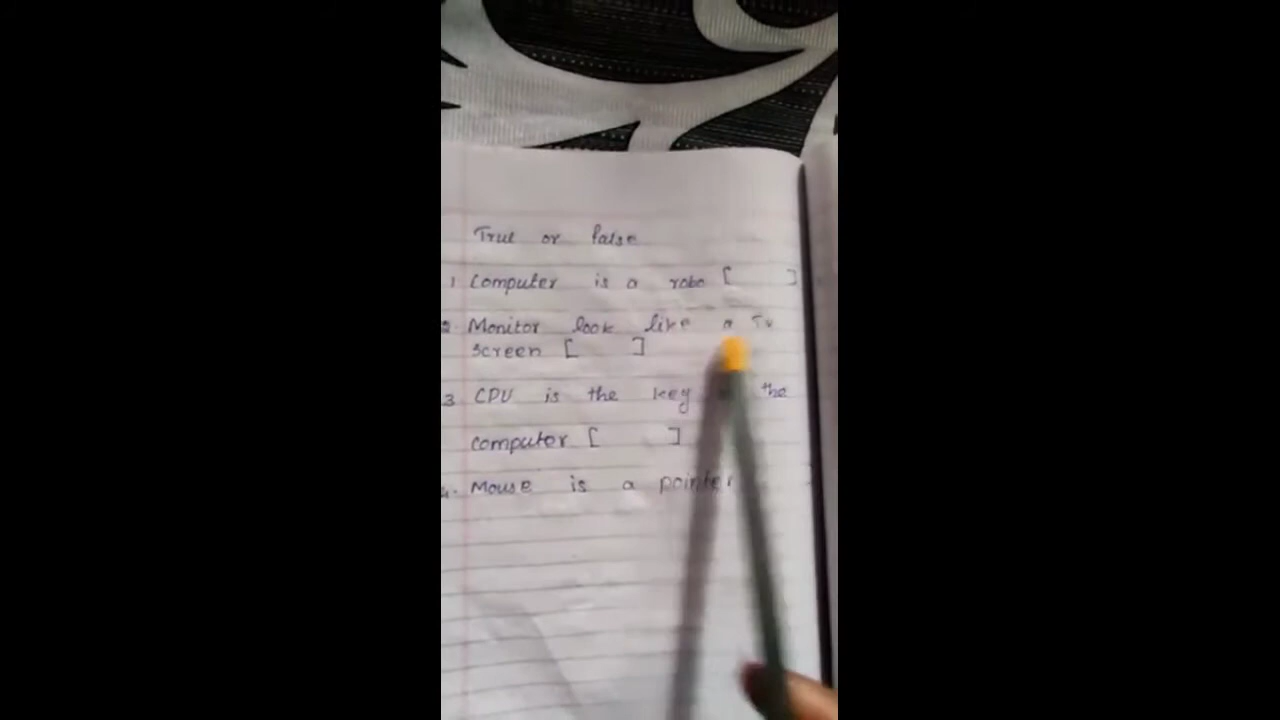 True or false
1 Computer is a robo [ ]
2. Monitor look like a Tv
screen [ ]
3 CPU is the key the
computer [ ]
4. Mouse is a pointer